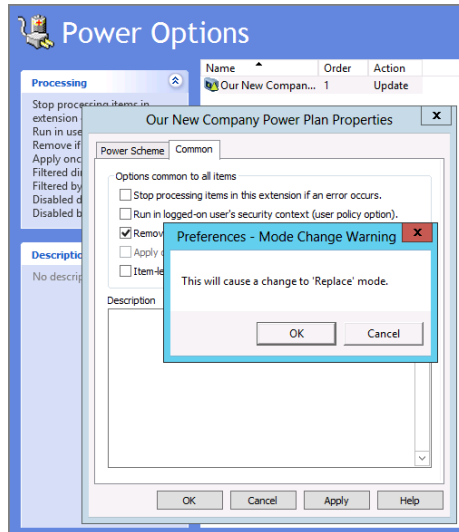 Power Options
Name Order Action
Our New Compan... 1 Update
Processing
Stop processing items in
extension
Run in use
Remove if
Apply onc
Filtered di
Filtered by
Disabled d
Disabled b
Descriptio
No descrip
Our New Company Power Plan Properties x
Power Scheme Common
Options common to all items
Stop processing items in this extension if an error occurs.
Run in logged-on user's security context (user policy option).
Remov
Apply o
Item-le
Description
Preferences - Mode Change Warning x
This will cause a change to 'Replace' mode.
OK Cancel
OK Cancel Apply Help